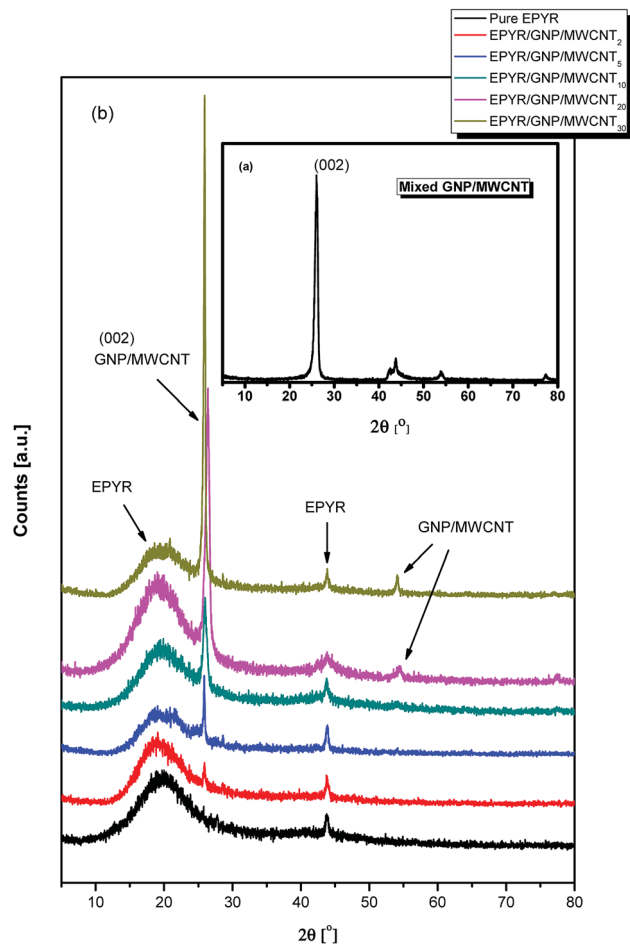 Pure EPYR
EPYR/GNP/MWCNT₂
EPYR/GNP/MWCNT₅
EPYR/GNP/MWCNT₁₀
EPYR/GNP/MWCNT₂₀
EPYR/GNP/MWCNT₃₀
(b)
(a)
(002)
Mixed GNP/MWCNT
10 20 30 40 50 60 70 80
2θ [°]
(002)
GNP/MWCNT
EPYR
EPYR
GNP/MWCNT
Counts [a.u.]
10 20 30 40 50 60 70 80
2θ [°]